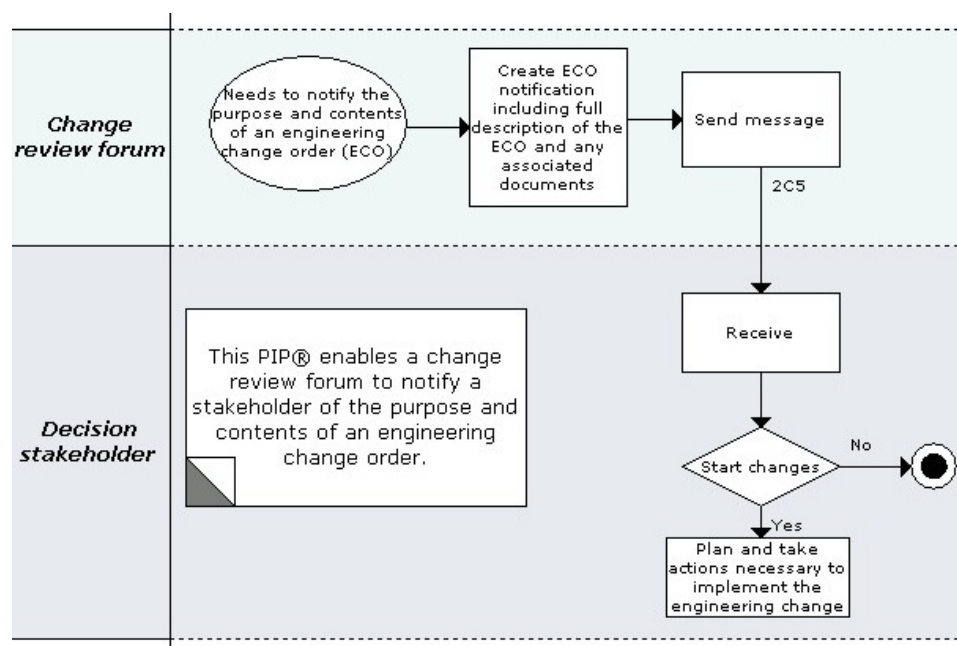 Change
review forum
Needs to notify the
purpose and contents
of an engineering
change order (ECO)
Create ECO
notification
including full
description of the
ECO and any
associated
documents
Send message
2C5
Decision
stakeholder
This PIP® enables a change
review forum to notify a
stakeholder of the purpose and
contents of an engineering
change order.
Receive
Start changes
No
Yes
Plan and take
actions necessary to
implement the
engineering change